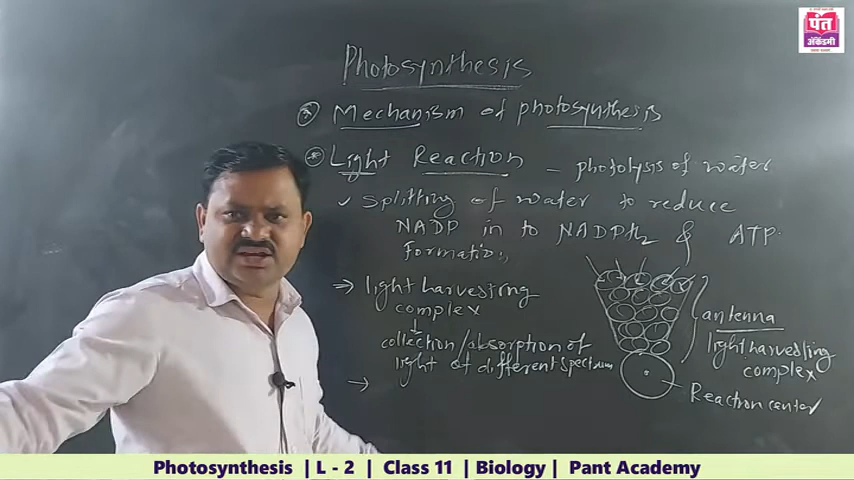 पंत
अकैडमी
Photosynthesis
Mechanism of photosynthesis
Light Reaction - photolysis of water
✓ splitting of water to reduce
NADP in to NADPH₂ & ATP.
formation,
→ light harvesting
complex
↓
collection/absorption of
light of different spectrum
→
antenna
light harvesting
complex
Reaction center
Photosynthesis | L - 2 | Class 11 | Biology | Pant Academy